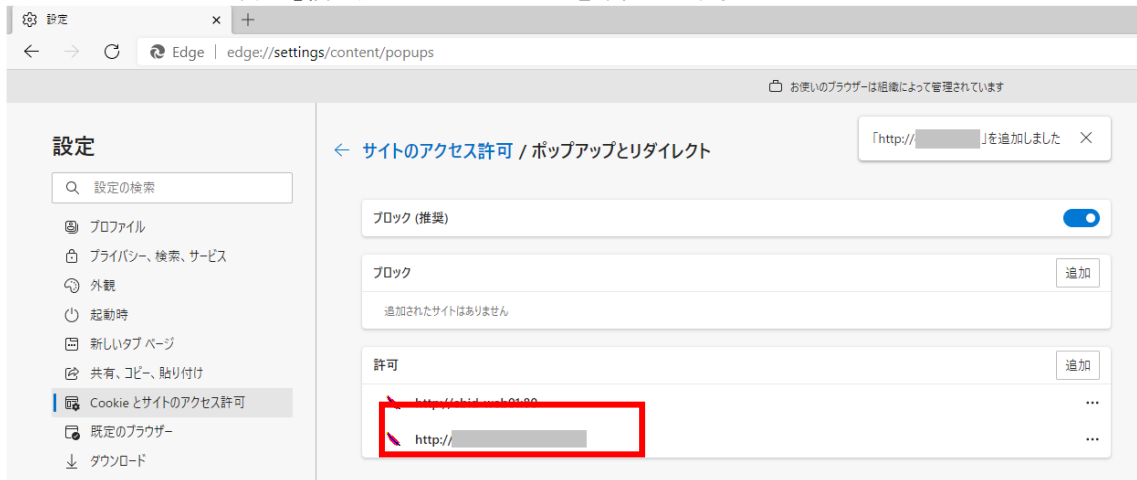 設定
Edge | edge://settings/content/popups
お使いのブラウザーは組織によって管理されています
設定
設定の検索
プロファイル
プライバシー、検索、サービス
外観
起動時
新しいタブ ページ
共有、コピー、貼り付け
Cookie とサイトのアクセス許可
既定のブラウザー
ダウンロード
サイトのアクセス許可 / ポップアップとリダイレクト
「http:// 」を追加しました
ブロック (推奨)
ブロック
追加
追加されたサイトはありません
許可
追加
http://